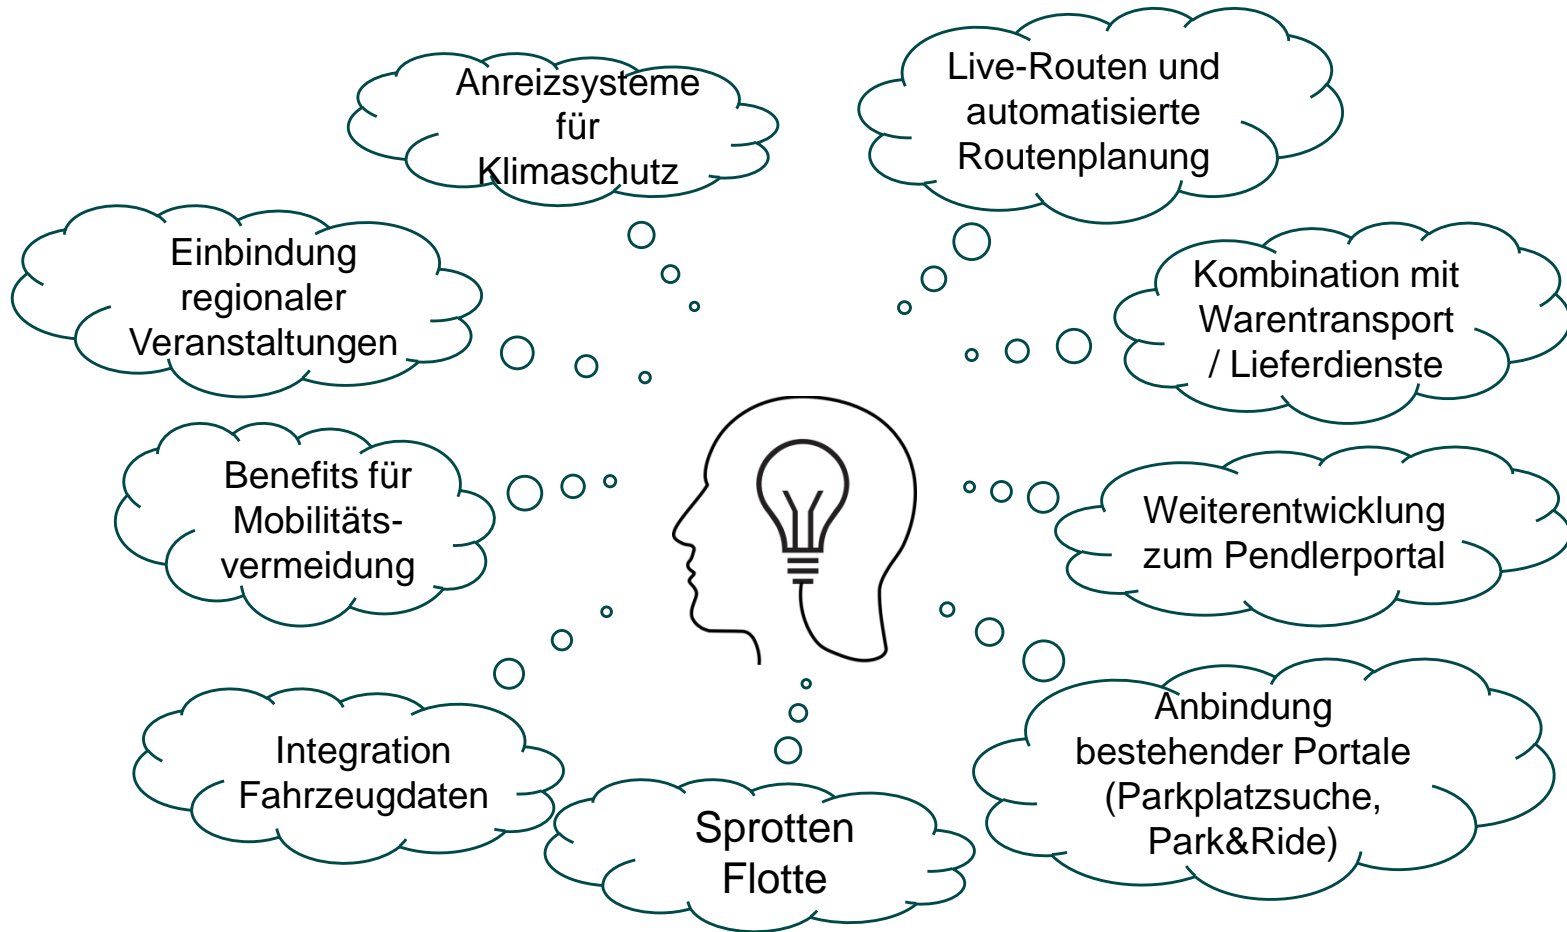 Anreizsysteme
für
Klimaschutz
Live-Routen und
automatisierte
Routenplanung
Einbindung
regionaler
Veranstaltungen
Kombination mit
Warentransport
/ Lieferdienste
Benefits für
Mobilitäts-
vermeidung
Weiterentwicklung
zum Pendlerportal
Integration
Fahrzeugdaten
Sprotten
Flotte
Anbindung
bestehender Portale
(Parkplatzsuche,
Park&Ride)